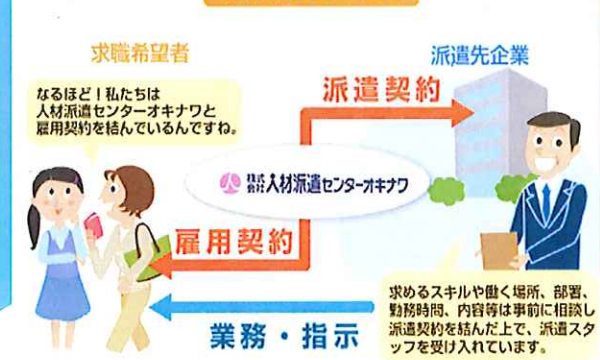 求職希望者
派遣先企業
なるほど！私たちは
人材派遣センターオキナワと
雇用契約を結んでいるんですね。
派遣契約
株式会社人材派遣センターオキナワ
雇用契約
業務・指示
求めるスキルや働く場所、部署、
勤務時間、内容等は事前に相談し
派遣契約を結んだ上で、派遣スタ
ッフを受け入れています。